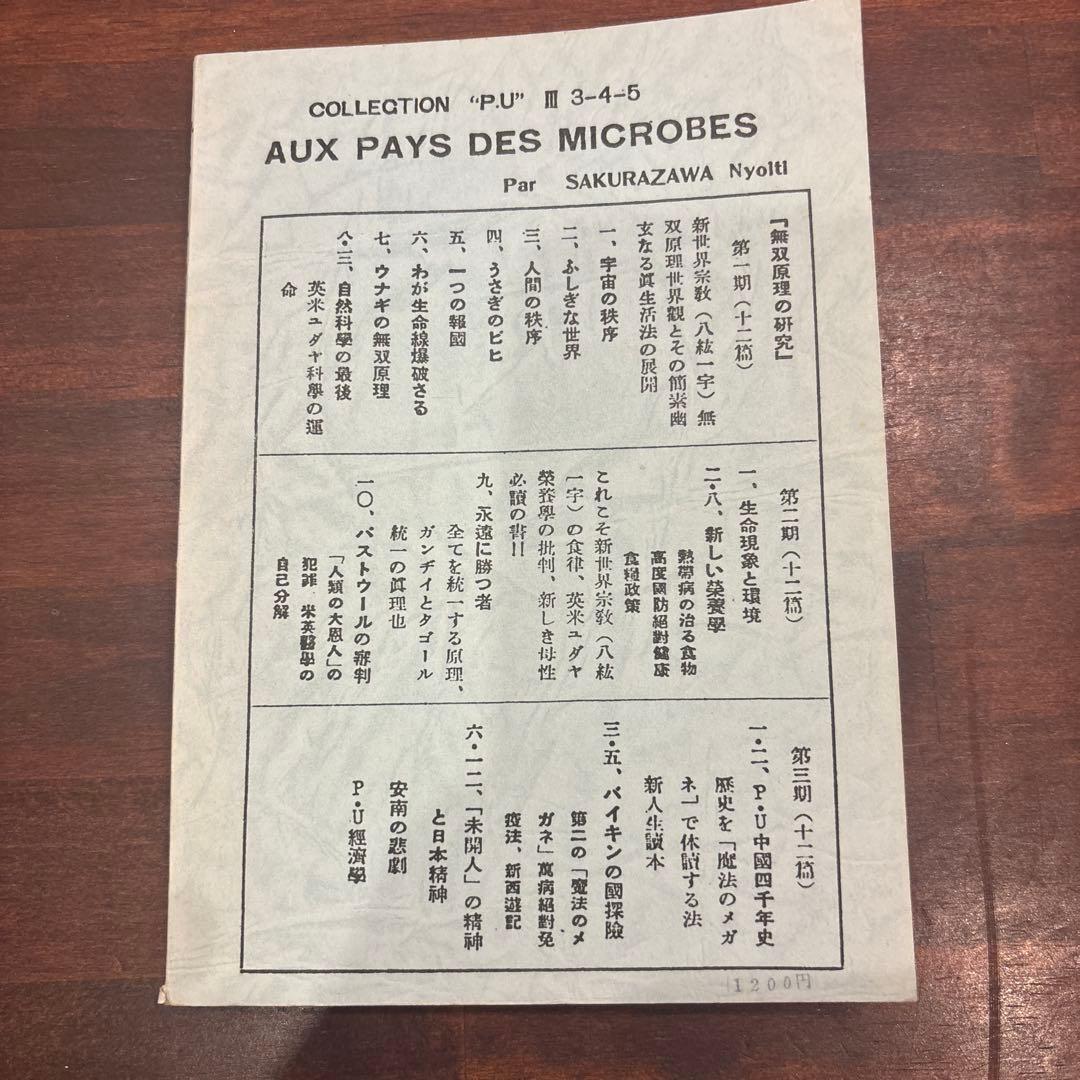 COLLECTION "P.U" III 3-4-5
AUX PAYS DES MICROBES
Par SAKURAZAWA Nyoiti
『無双原理の研究』
第一期（十二篇）
新世界宗教（八紘一宇）無
双原理世界観とその簡素幽
玄なる眞生活法の展開
一、宇宙の秩序
二、ふしぎな世界
三、人間の秩序
四、うさぎのピヒ
五、一つの報國
六、わが生命線爆破さる
七、ウナギの無双原理
八・一二、自然科學の最後
英米ユダヤ科學の運
命
第二期（十二篇）
一、生命現象と環境
二・八、新しい榮養學
熱帶病の治る食物
高度國防絕對健康
食糧政策
これこそ新世界宗敎（八紘
一宇）の食律、英米ユダヤ
榮養學の批判、新しき母性
必讀の書!!
九、永遠に勝つ者
全てを統一する原理、
ガンヂイとタゴール
統一の眞理也
一〇、パストウールの審判
「人類の大恩人」の
犯罪 米英醫學の
自己分解
第三期（十二篇）
一・二、P・U中國四千年史
歷史を「魔法のメガ
ネ」で休讀する法
新人生讀本
三・五、バイキンの國探險
第二の「魔法のメ
ガネ」萬病絕對免
疫法、新西遊記
六・一二、「未開人」の精神
と日本精神
安南の悲劇
P・U經濟學
1200円